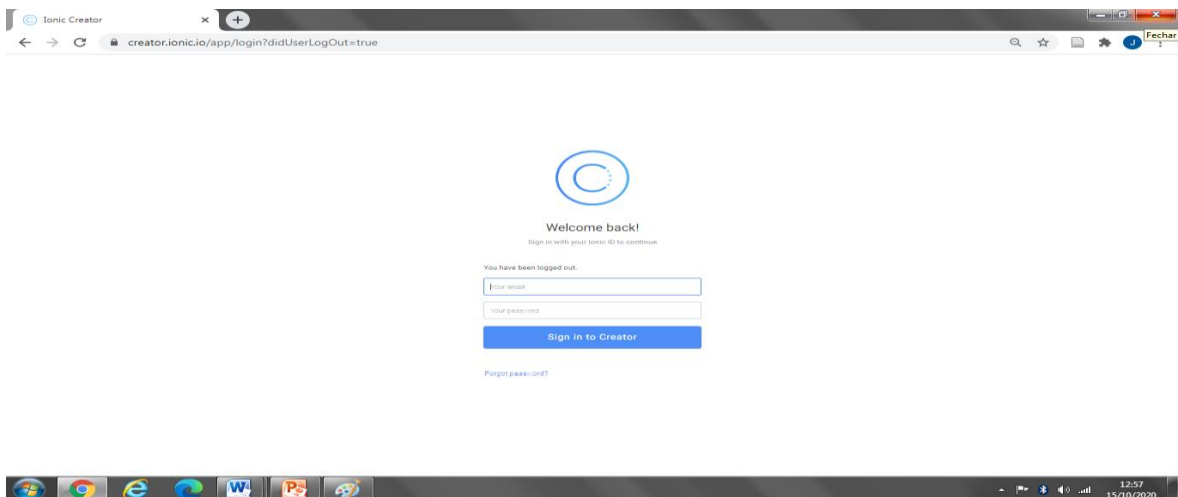 Ionic Creator
creator.ionic.io/app/login?didUserLogOut=true
J
Fechar
Welcome back!
Sign in with your Ionic ID to continue
You have been logged out.
Your email
Your password
Sign in to Creator
Forgot password?
12:57
15/10/2020